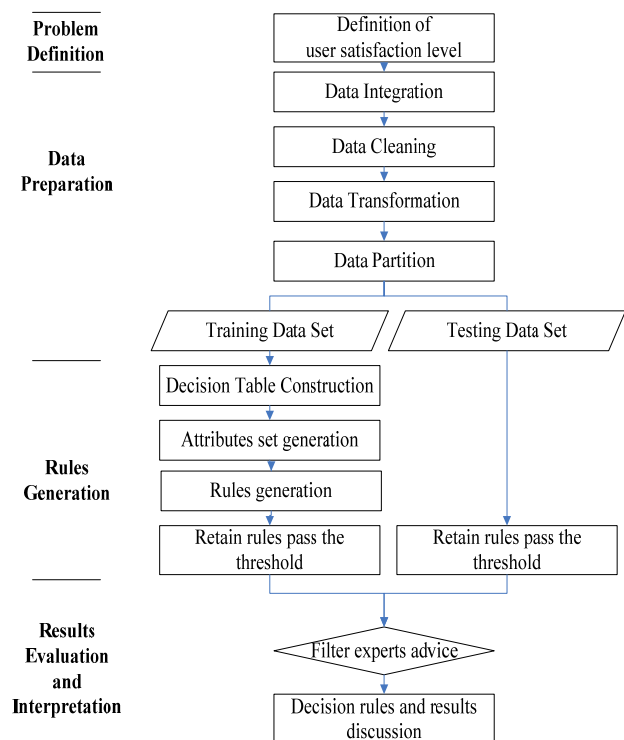 Problem
Definition
Definition of
user satisfaction level
Data Integration
Data
Preparation
Data Cleaning
Data Transformation
Data Partition
Training Data Set
Testing Data Set
Rules
Generation
Decision Table Construction
Attributes set generation
Rules generation
Retain rules pass the
threshold
Retain rules pass the
threshold
Results
Evaluation
and
Interpretation
Filter experts advice
Decision rules and results
discussion